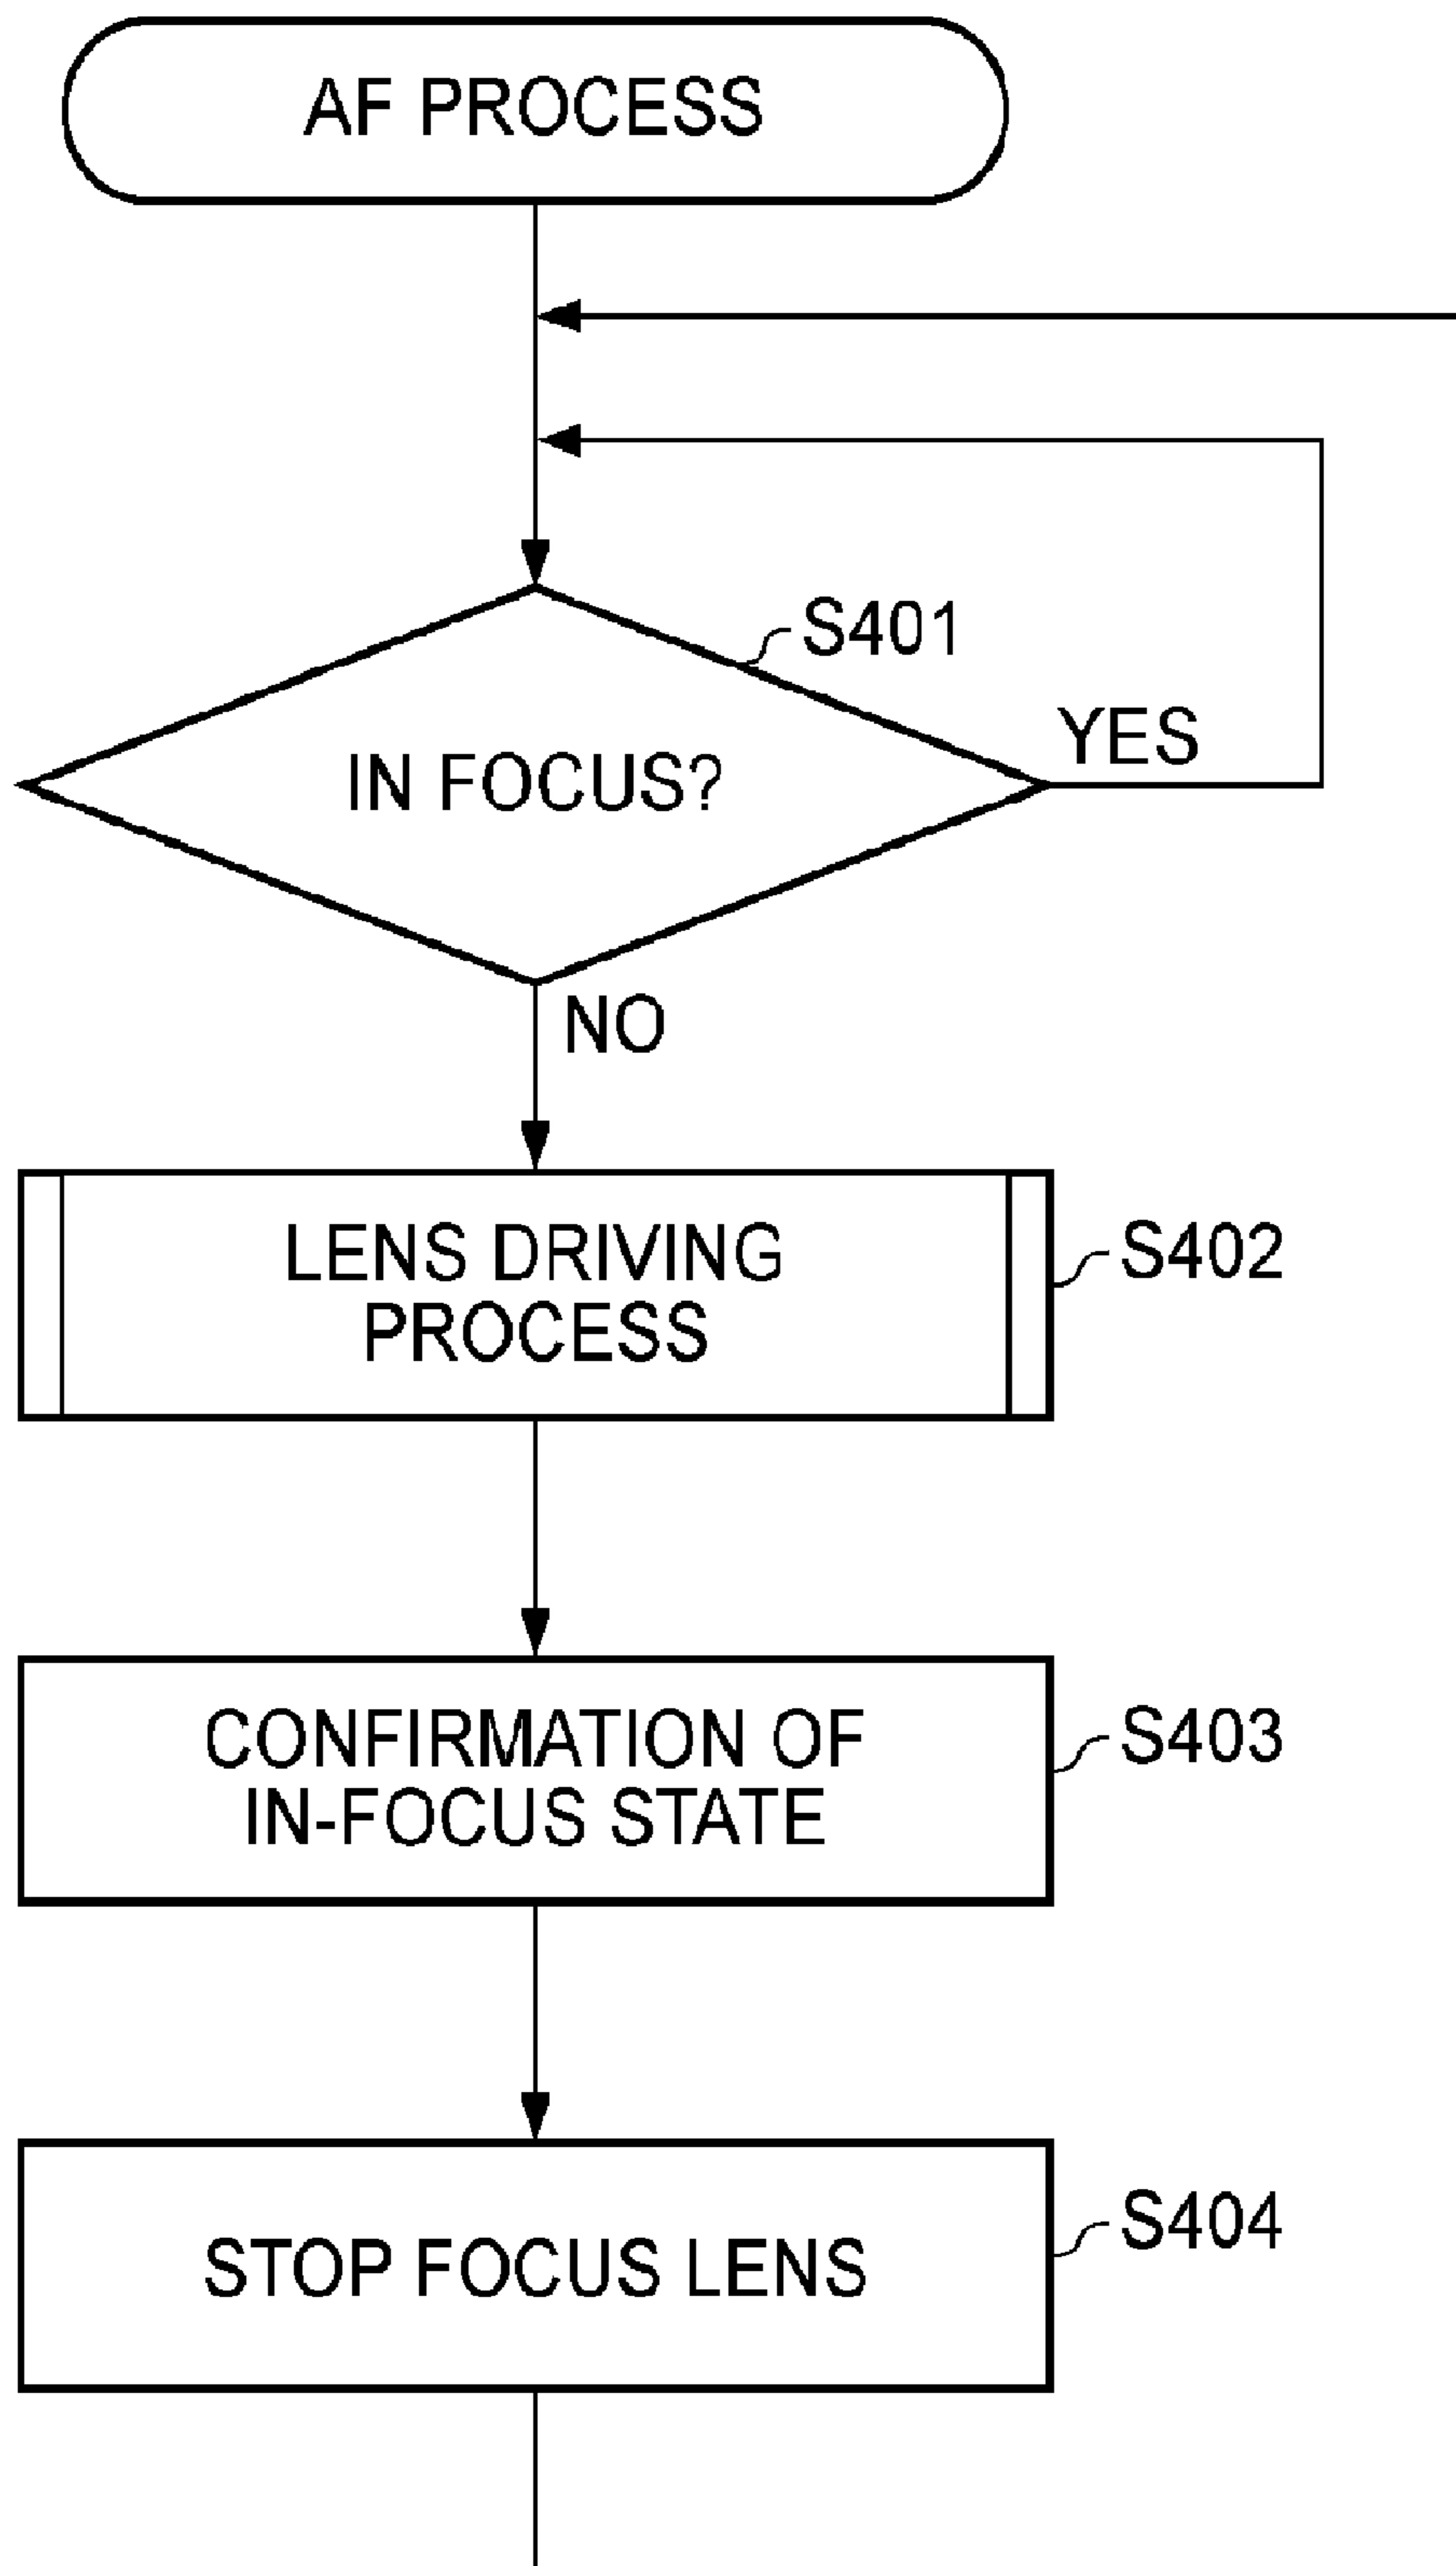 AF PROCESS
S401
IN FOCUS?
YES
NO
LENS DRIVING
PROCESS
S402
CONFIRMATION OF
IN-FOCUS STATE
S403
STOP FOCUS LENS
S404